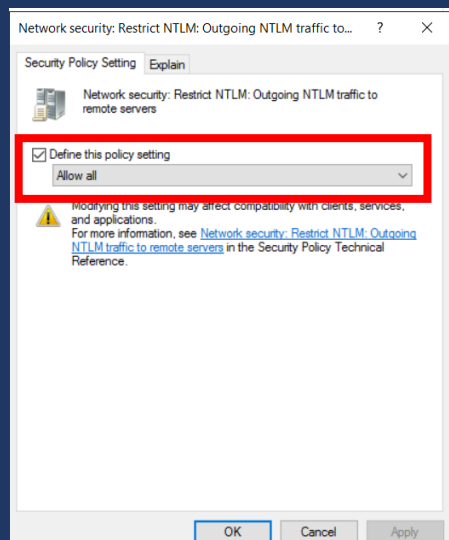 Network security: Restrict NTLM: Outgoing NTLM traffic to... ? ×
Security Policy Setting Explain
Network security: Restrict NTLM: Outgoing NTLM traffic to
remote servers
Define this policy setting
Allow all
Modifying this setting may affect compatibility with clients, services,
and applications.
For more information, see Network security: Restrict NTLM: Outgoing
NTLM traffic to remote servers in the Security Policy Technical
Reference.
OK Cancel Apply